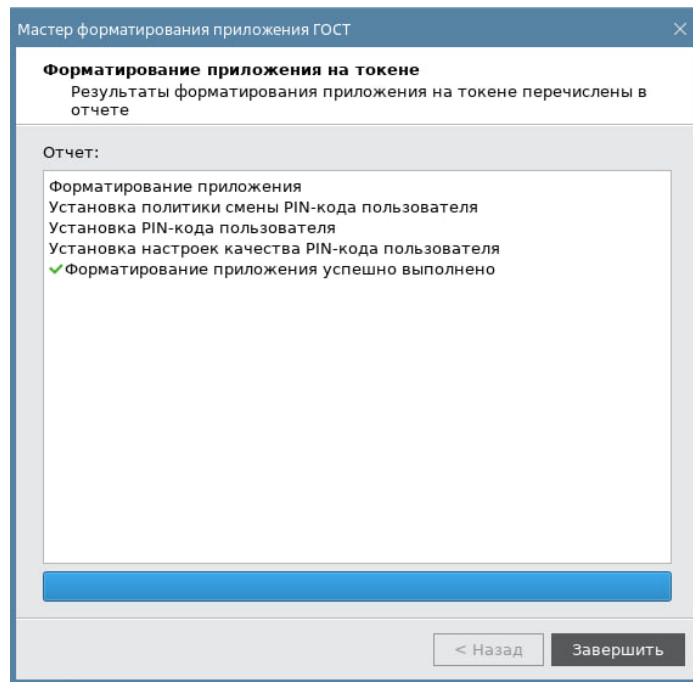 Мастер форматирования приложения ГОСТ
Форматирование приложения на токене
Результаты форматирования приложения на токене перечислены в
отчете
Отчет:
Форматирование приложения
Установка политики смены PIN-кода пользователя
Установка PIN-кода пользователя
Установка настроек качества PIN-кода пользователя
Форматирование приложения успешно выполнено
< Назад
Завершить